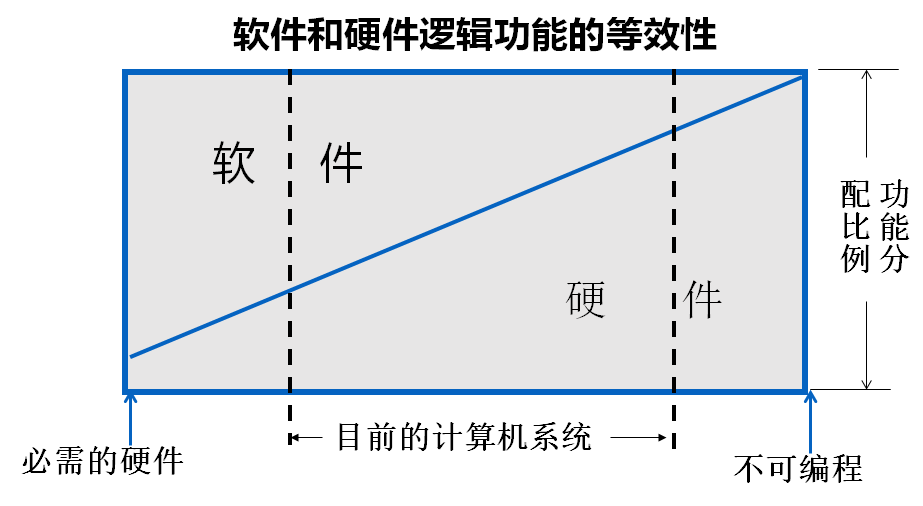 软件和硬件逻辑功能的等效性
软件
硬件
功能分
配比例
目前的计算机系统
必需的硬件
不可编程